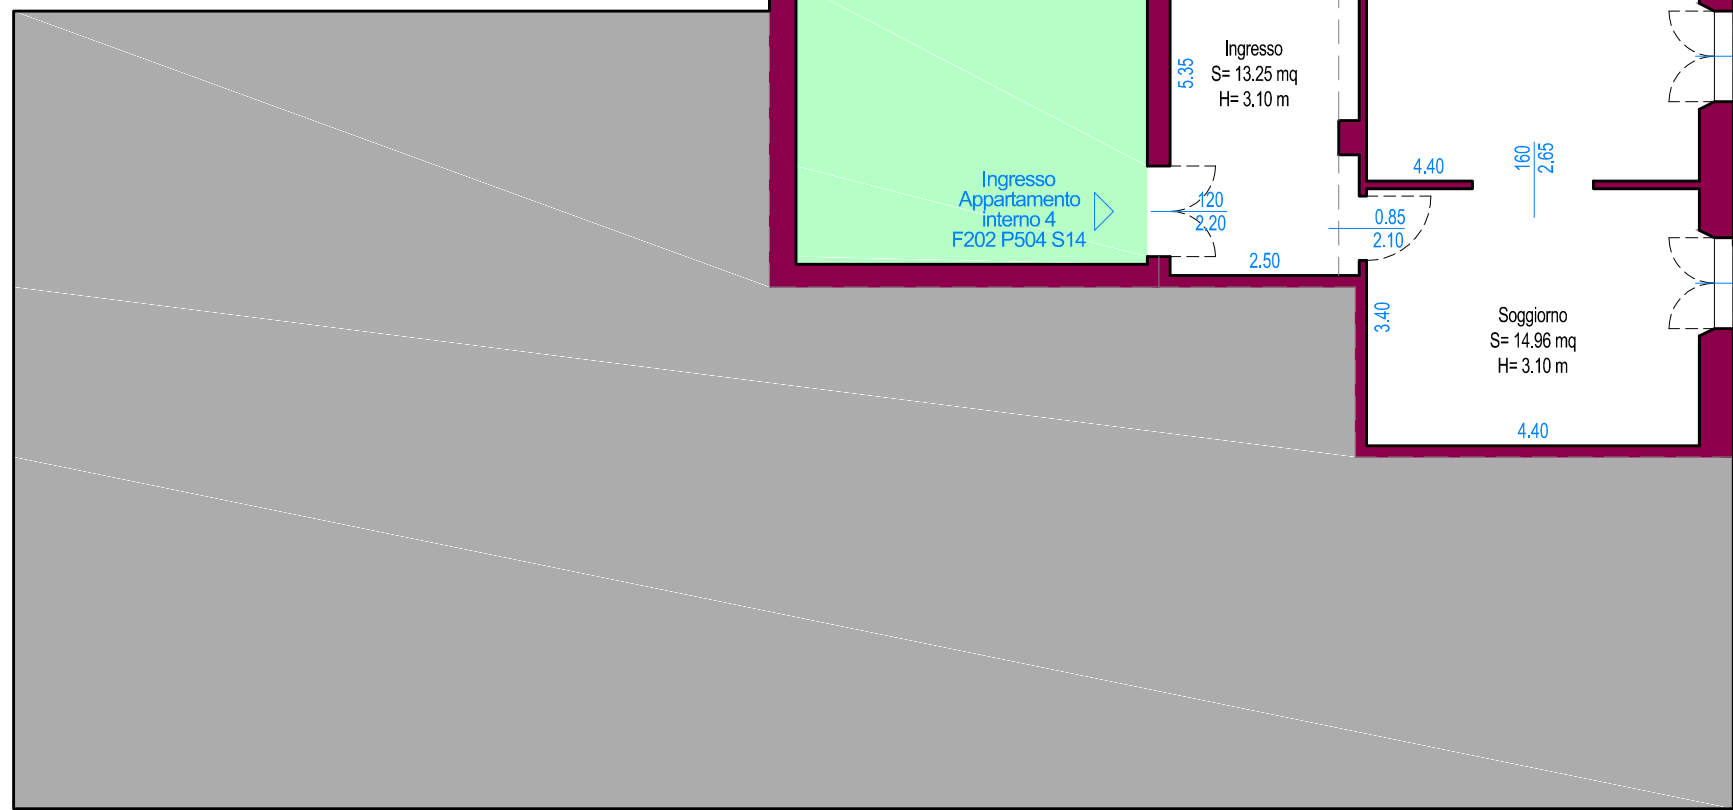 Ingresso
S= 13.25 mq
H= 3.10 m
5.35
Ingresso
Appartamento
interno 4
F202 P504 S14
120
2.20
2.50
4.40
160
2.65
0.85
2.10
3.40
Soggiorno
S= 14.96 mq
H= 3.10 m
4.40